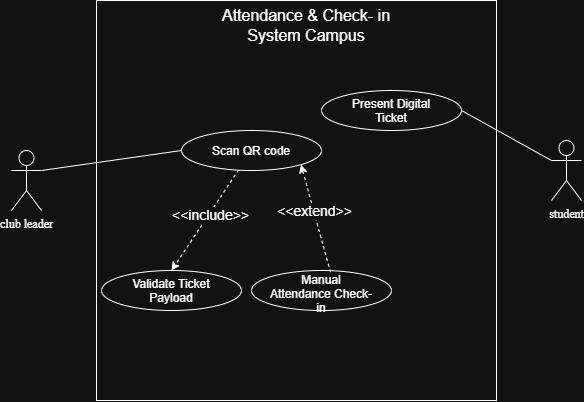 Attendance & Check- in
System Campus
Present Digital
Ticket
Scan QR code
club leader
student
<<include>>
<<extend>>
Validate Ticket
Payload
Manual
Attendance Check-
in